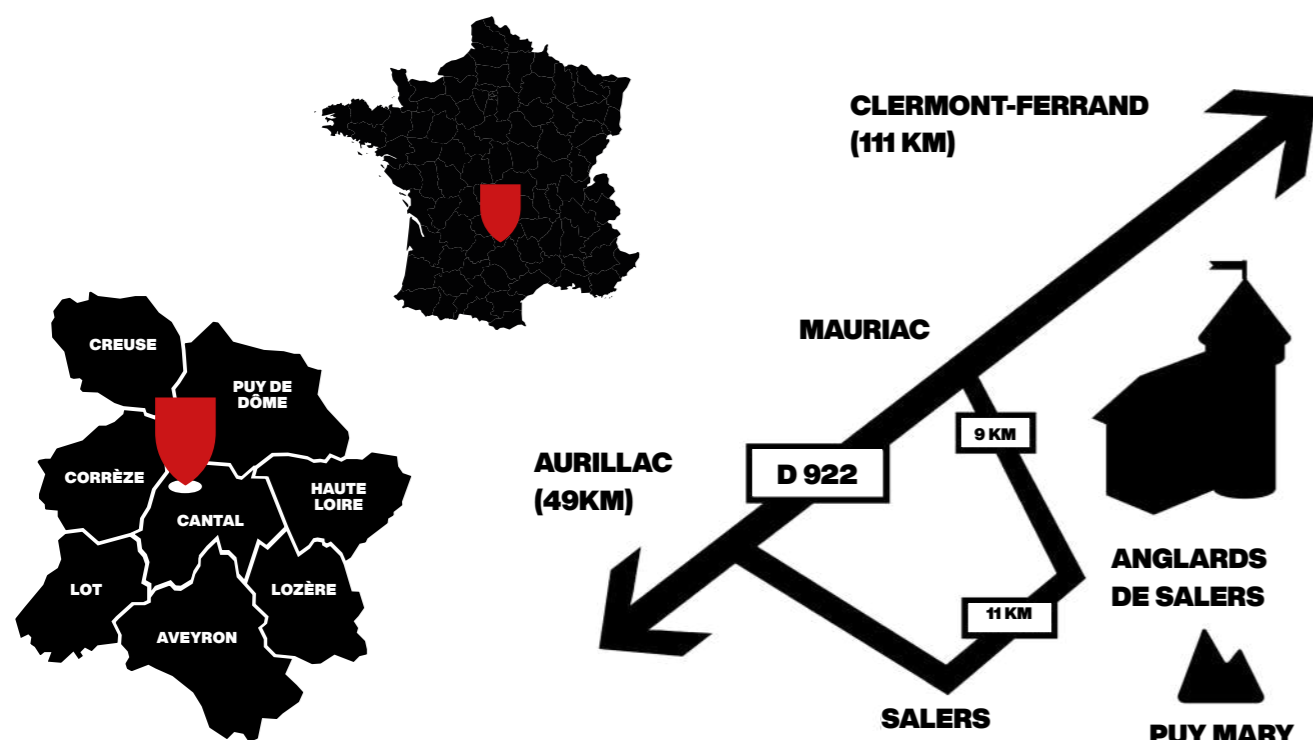 CREUSE
PUY DE
DÔME
CORRÈZE
HAUTE
LOIRE
CANTAL
LOT
LOZÈRE
AVEYRON
CLERMONT-FERRAND
(111 KM)
MAURIAC
9 KM
AURILLAC
(49KM)
D 922
ANGLARDS
DE SALERS
11 KM
SALERS
PUY MARY